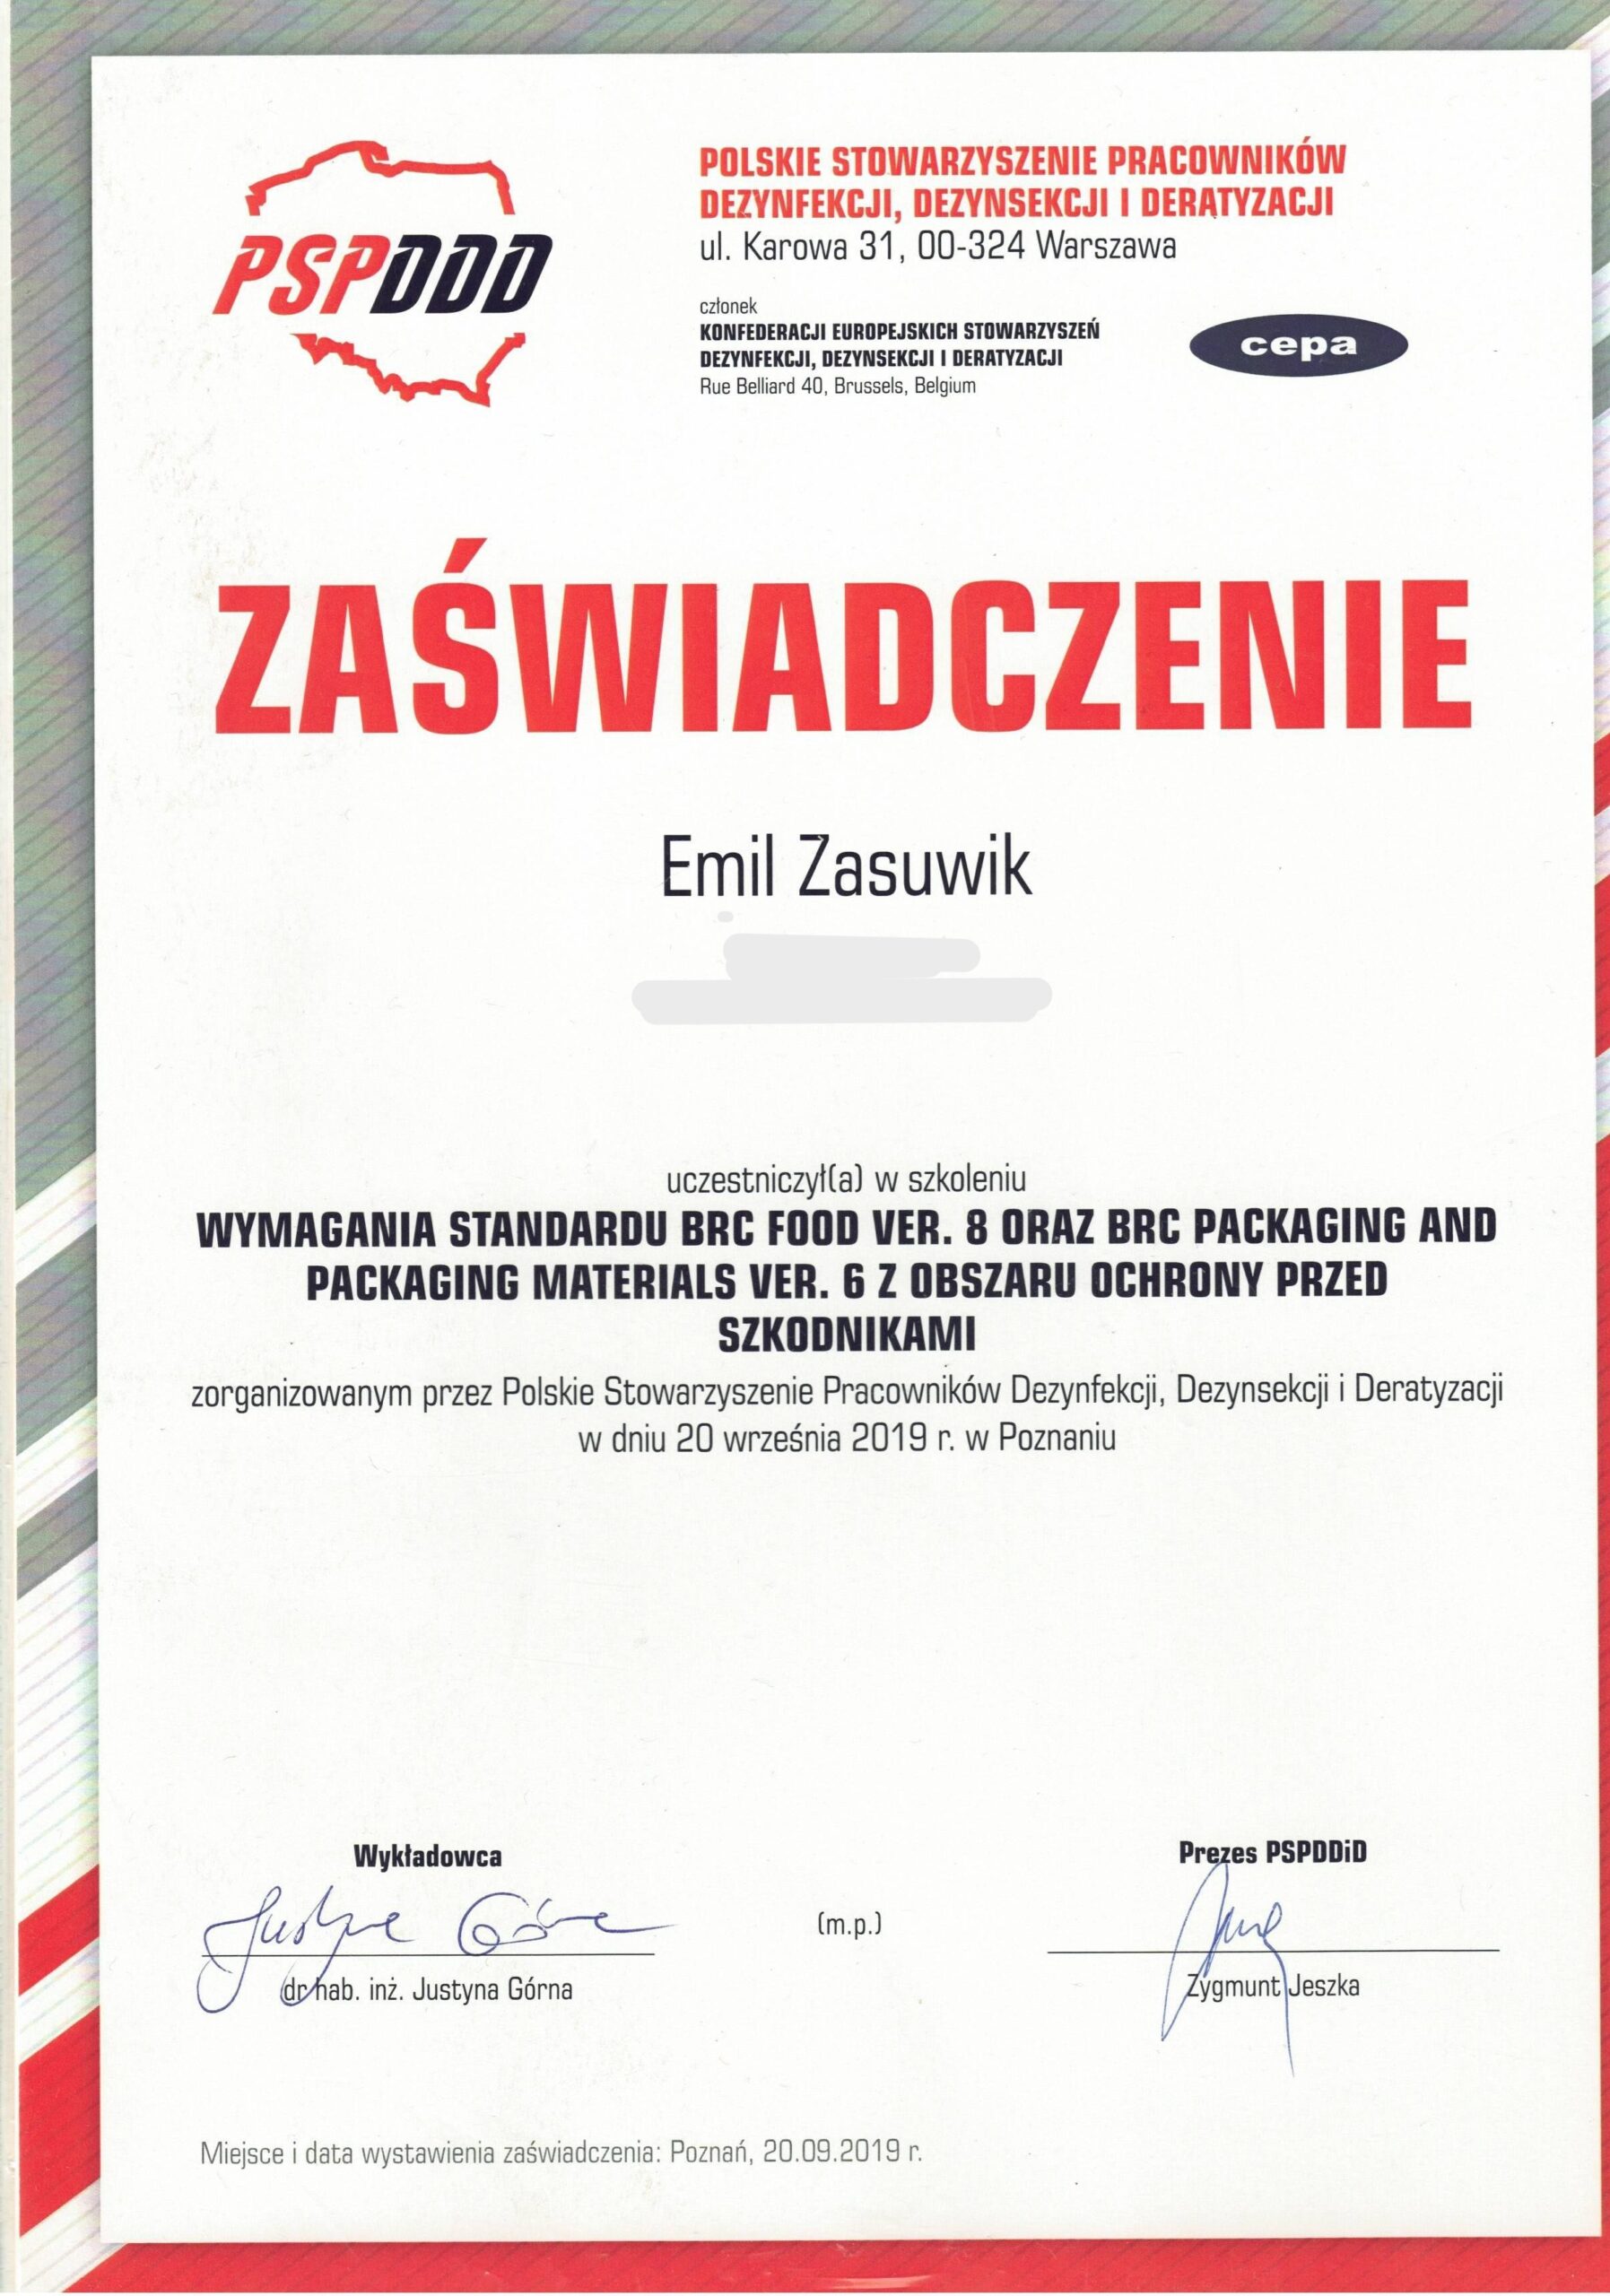 PSPDDD
POLSKIE STOWARZYSZENIE PRACOWNIKÓW
DEZYNFEKCJI, DEZYNSEKCJI I DERATYZACJI
ul. Karowa 31, 00-324 Warszawa
członek
KONFEDERACJI EUROPEJSKICH STOWARZYSZEŃ
DEZYNFEKCJI, DEZYNSEKCJI I DERATYZACJI
Rue Belliard 40, Brussels, Belgium
cepa
ZAŚWIADCZENIE
Emil Zasuwik
uczestniczył(a) w szkoleniu
WYMAGANIA STANDARDU BRC FOOD VER. 8 ORAZ BRC PACKAGING AND
PACKAGING MATERIALS VER. 6 Z OBSZARU OCHRONY PRZED
SZKODNIKAMI
zorganizowanym przez Polskie Stowarzyszenie Pracowników Dezynfekcji, Dezynsekcji i Deratyzacji
w dniu 20 września 2019 r. w Poznaniu
Wykładowca
Justyna Górna
dr hab. inż. Justyna Górna
(m.p.)
Prezes PSPDDiD
Zygmunt Jeszka
Miejsce i data wystawienia zaświadczenia: Poznań, 20.09.2019 r.